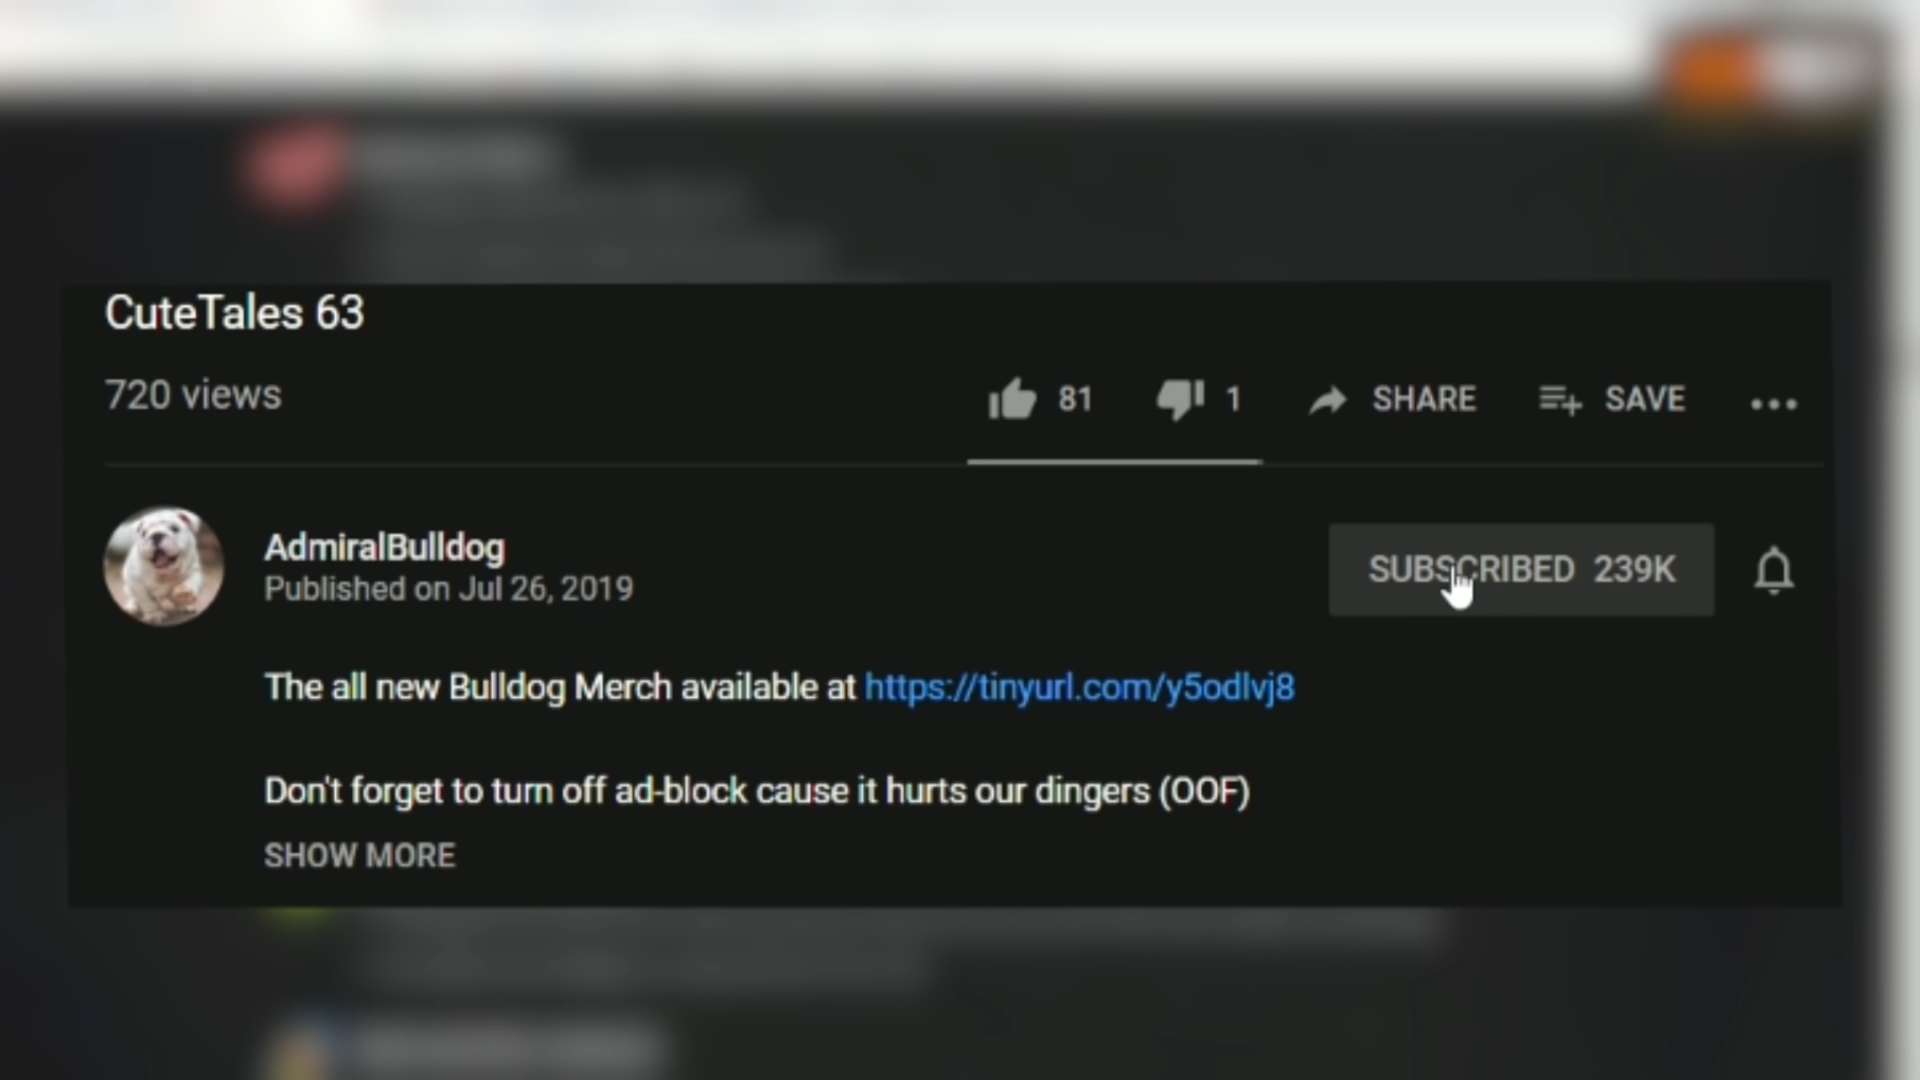 CuteTales 63
720 views
81 1 SHARE SAVE
AdmiralBulldog
SUBSCRIBED 239K
Published on Jul 26, 2019
The all new Bulldog Merch available at https://tinyurl.com/y5odlvj8
Don't forget to turn off ad-block cause it hurts our dingers (OOF)
SHOW MORE